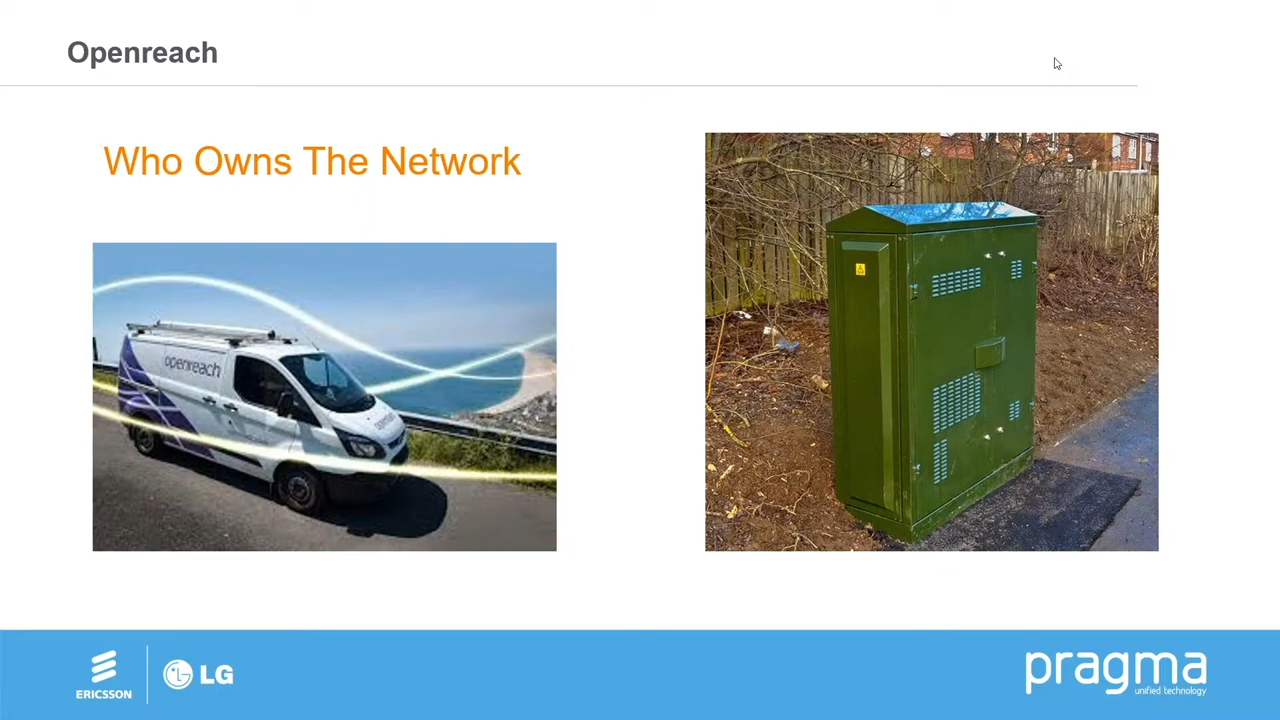 Openreach
Who Owns The Network
openreach
ERICSSON
LG
pragma
unified technology